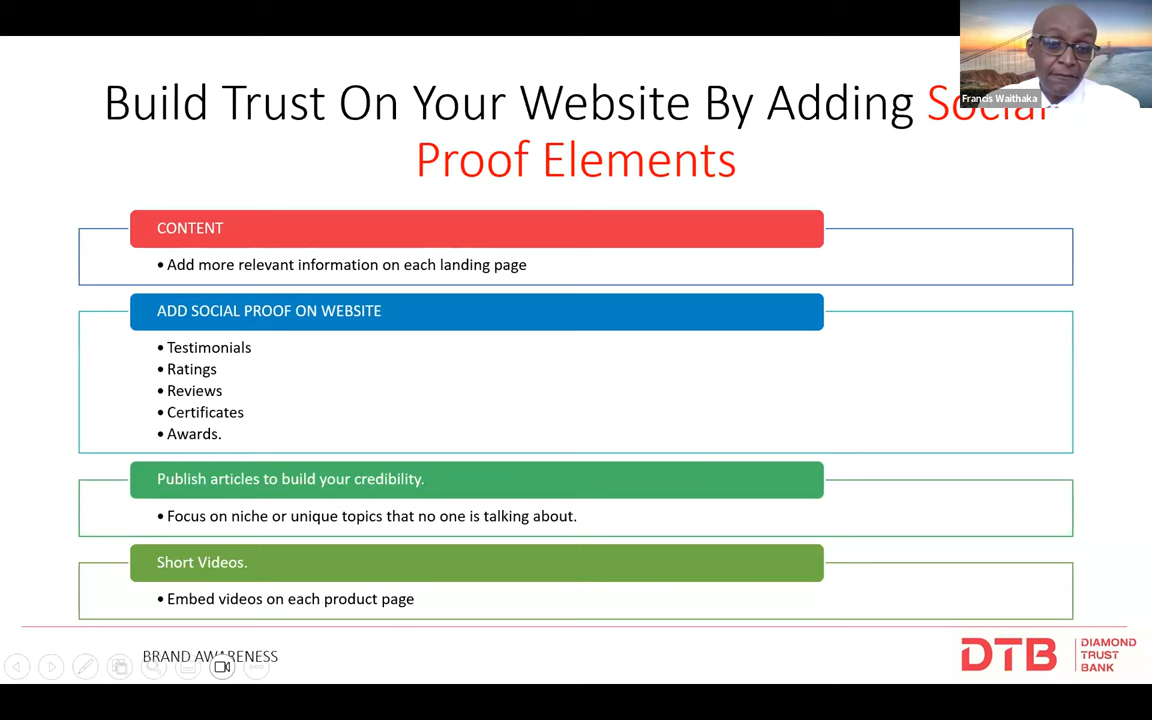 Build Trust On Your Website By Adding Social
Proof Elements
Francis Waithaka
CONTENT
• Add more relevant information on each landing page
ADD SOCIAL PROOF ON WEBSITE
• Testimonials
• Ratings
• Reviews
• Certificates
• Awards.
Publish articles to build your credibility.
• Focus on niche or unique topics that no one is talking about.
Short Videos.
• Embed videos on each product page
BRAND AWARENESS
DTB
DIAMOND
TRUST
BANK